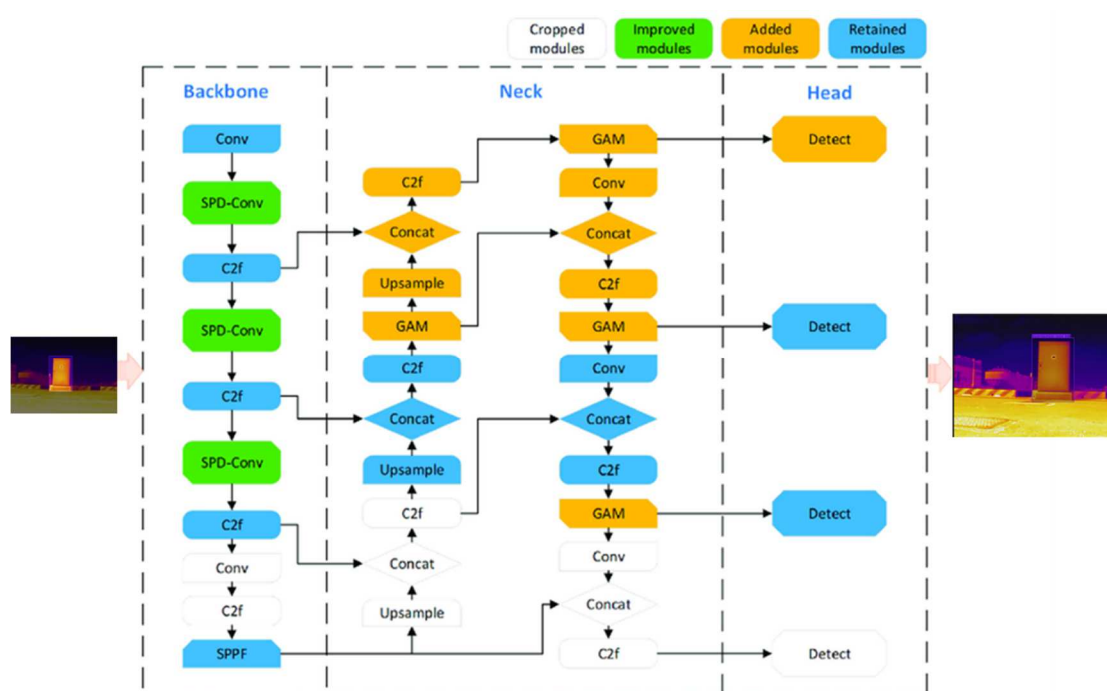 Cropped
modules
Improved
modules
Added
modules
Retained
modules
Backbone
Neck
Head
Conv
SPD-Conv
C2f
SPD-Conv
C2f
SPD-Conv
C2f
Conv
C2f
SPPF
C2f
Concat
Upsample
GAM
C2f
Concat
Upsample
C2f
Concat
Upsample
GAM
Conv
Concat
C2f
GAM
Conv
Concat
C2f
GAM
Conv
Concat
C2f
Detect
Detect
Detect
Detect